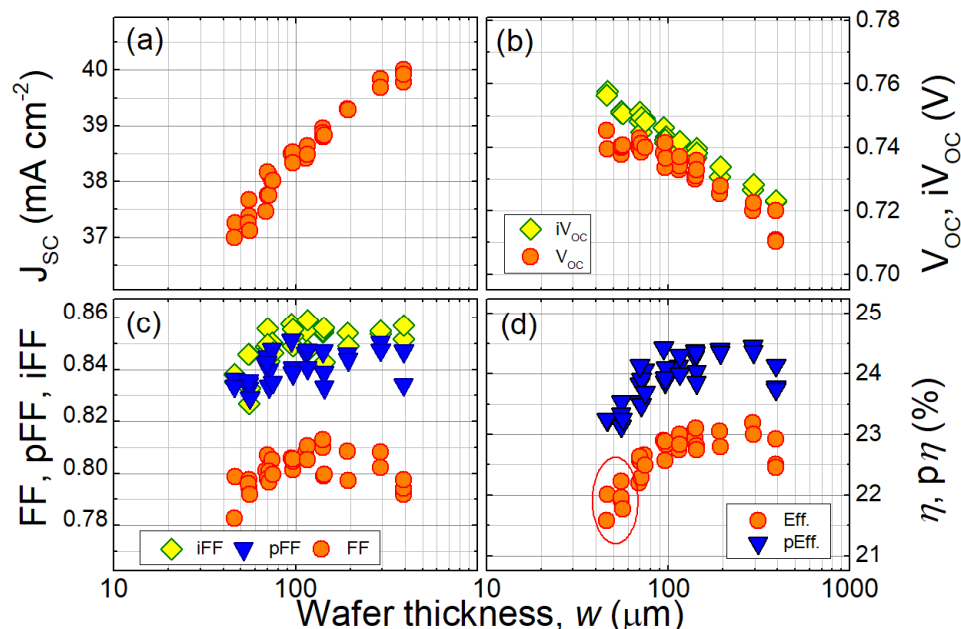 (a)
40
39
38
37
J_SC (mA cm⁻²)
(b)
0.78
0.76
0.74
0.72
0.70
V_OC, iV_OC (V)
iV_OC
V_OC
(c)
0.86
0.84
0.82
0.80
0.78
FF, pFF, iFF
iFF pFF FF
(d)
25
24
23
22
21
η, pη (%)
Eff.
pEff.
10 100 10 100 1000
Wafer thickness, w (μm)